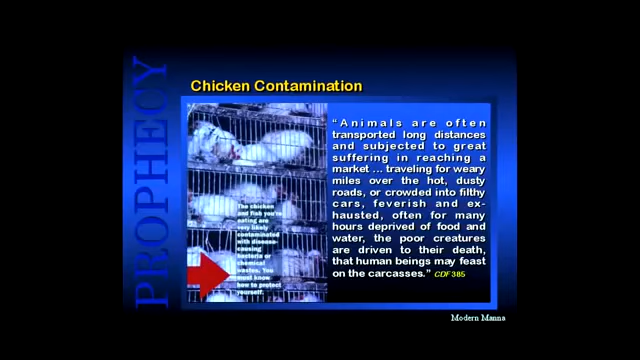 PROPHECY
Chicken Contamination
The chicken
and fish you're
eating are
very likely
contaminated
with disease-
causing
bacteria or
chemical
wastes. You
must know
how to protect
yourself.
“Animals are often
transported long distances
and subjected to great
suffering in reaching a
market ... traveling for weary
miles over the hot, dusty
roads, or crowded into filthy
cars, feverish and ex-
hausted, often for many
hours deprived of food and
water, the poor creatures
are driven to their death,
that human beings may feast
on the carcasses.” CDF 385
Modern Manna